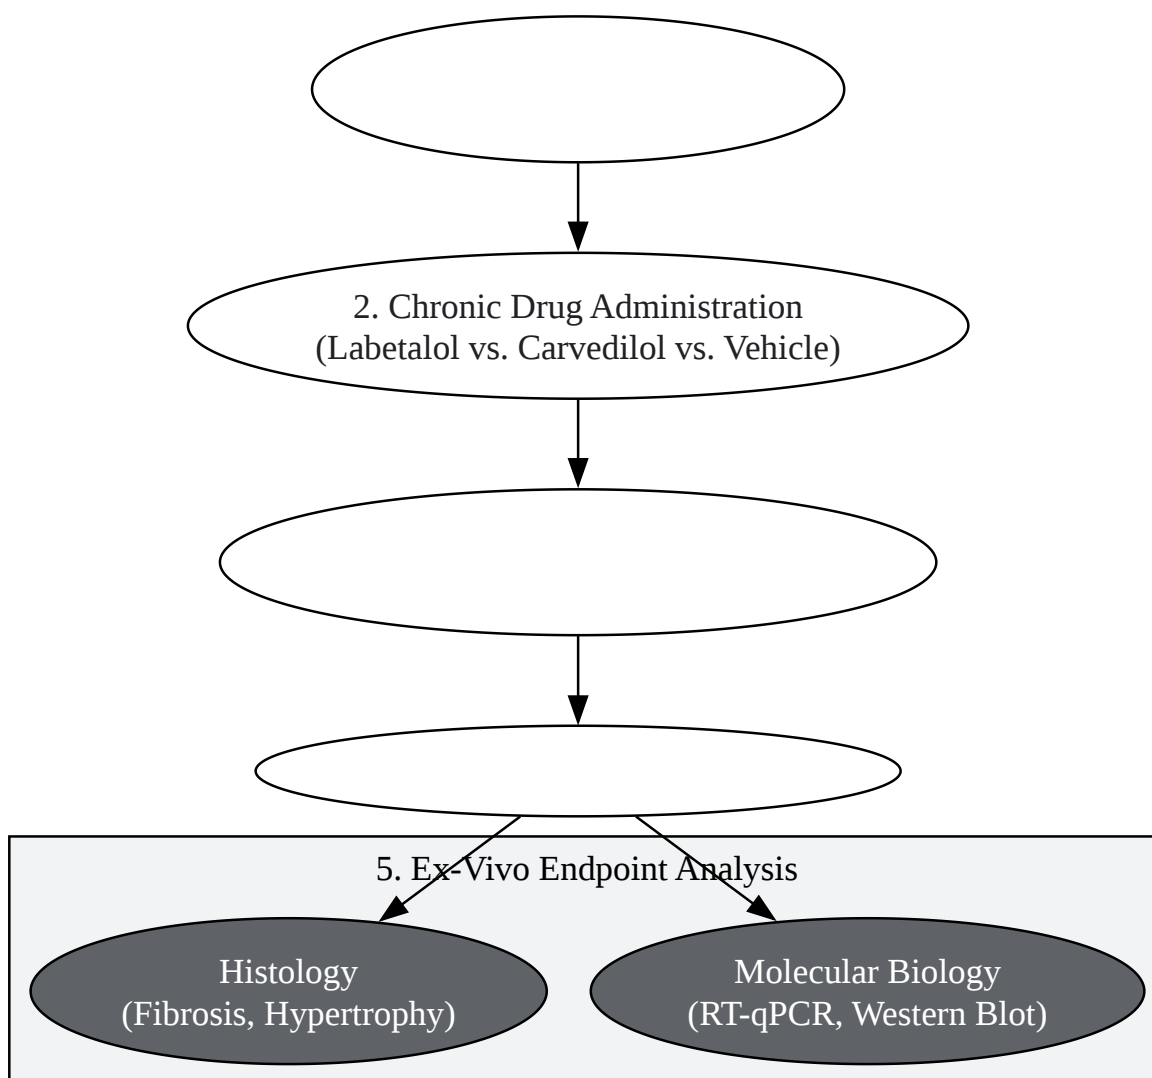 2. Chronic Drug Administration
(Labetalol vs. Carvedilol vs. Vehicle)
5. Ex-Vivo Endpoint Analysis
Histology
(Fibrosis, Hypertrophy)
Molecular Biology
(RT-qPCR, Western Blot)